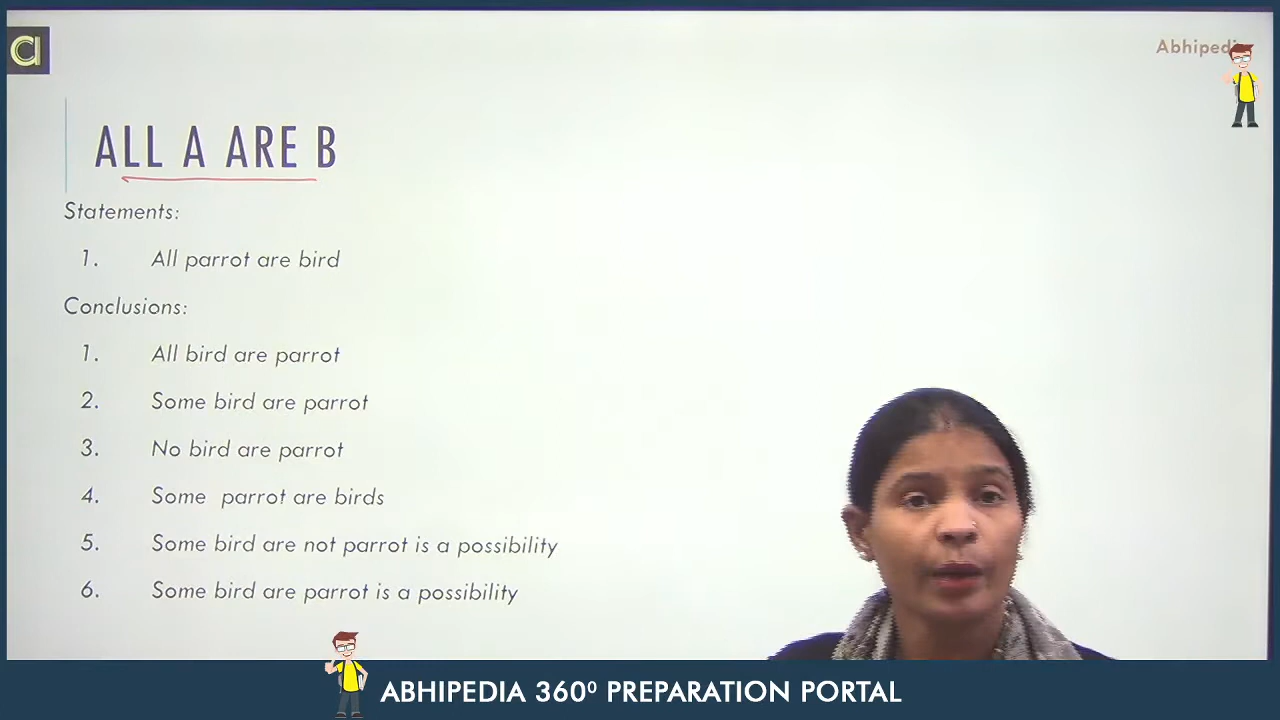 Abhipedia
ALL A ARE B
Statements:
1. All parrot are bird
Conclusions:
1. All bird are parrot
2. Some bird are parrot
3. No bird are parrot
4. Some parrot are birds
5. Some bird are not parrot is a possibility
6. Some bird are parrot is a possibility
ABHIPEDIA 360⁰ PREPARATION PORTAL